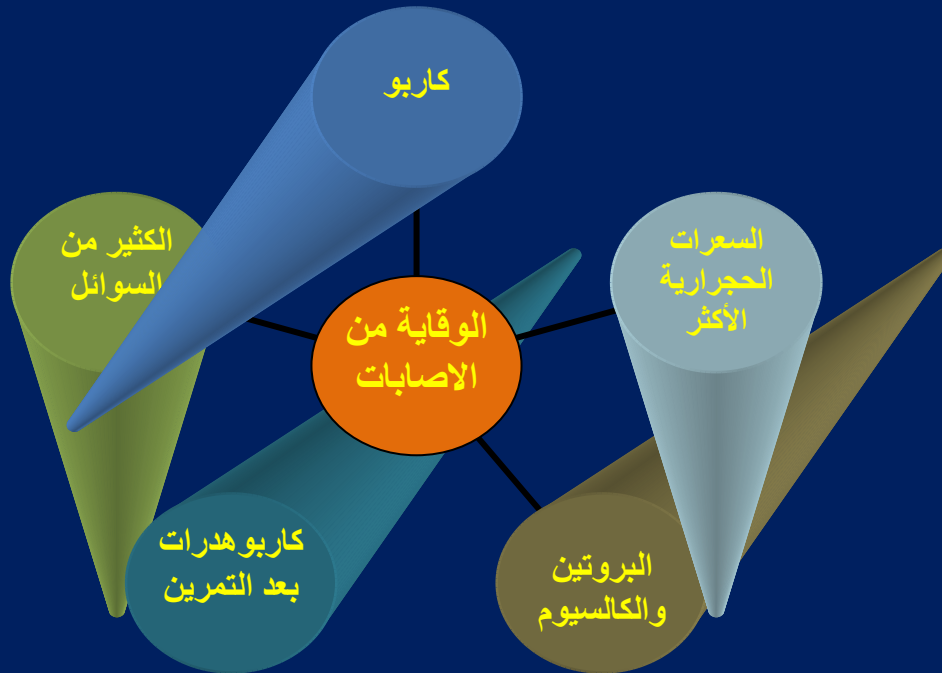 كاربو
السعرات
الحجرارية
الأكثر
الكثير من
السوائل
الوقاية من
الاصابات
البروتين
والكالسيوم
كاربوهدرات
بعد التمرين